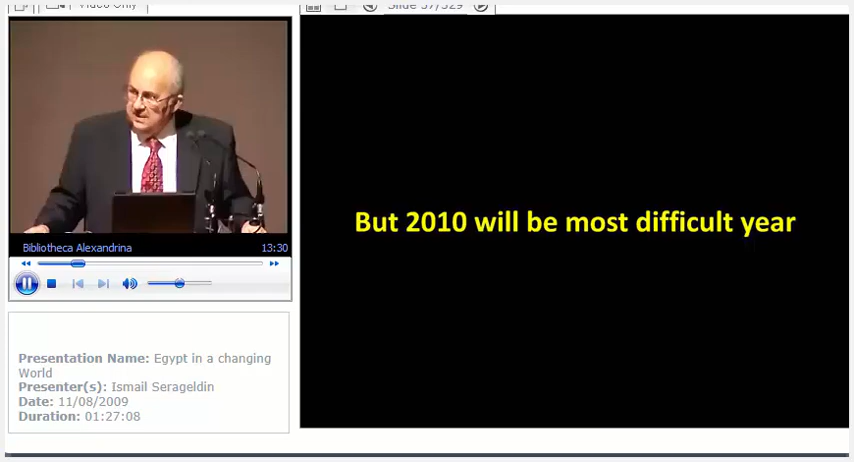 Video Only
Slide 37/329
But 2010 will be most difficult year
Bibliotheca Alexandrina 13:30
Presentation Name: Egypt in a changing
World
Presenter(s): Ismail Serageldin
Date: 11/08/2009
Duration: 01:27:08